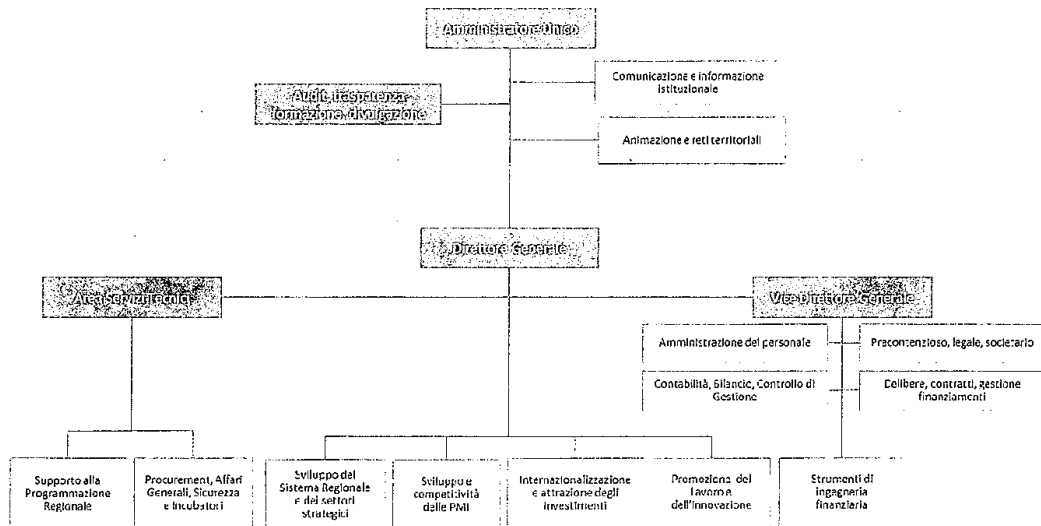 Amministratore Unico
Comunicazione e informazione
istituzionale
Audit, trasparenza
formazione, divulgazione
Animazione e reti territoriali
Direttore Generale
Area Servizi Tecnici
Vice Direttore Generale
Amministrazione del personale
Precontenzioso, legale, societario
Contabilità, Bilancio, Controllo di
Gestione
Delibere, contratti, gestione
finanziamenti
Supporto alla
Programmazione
Regionale
Procurement, Affari
Generali, Sicurezza
e Incubatori
Sviluppo del
Sistema Regionale
e dei settori
strategici
Sviluppo e
competitività
delle PMI
Internazionalizzazione
e attrazione degli
investimenti
Promozione del
Lavoro e
dell'innovazione
Strumenti di
ingegneria
finanziaria